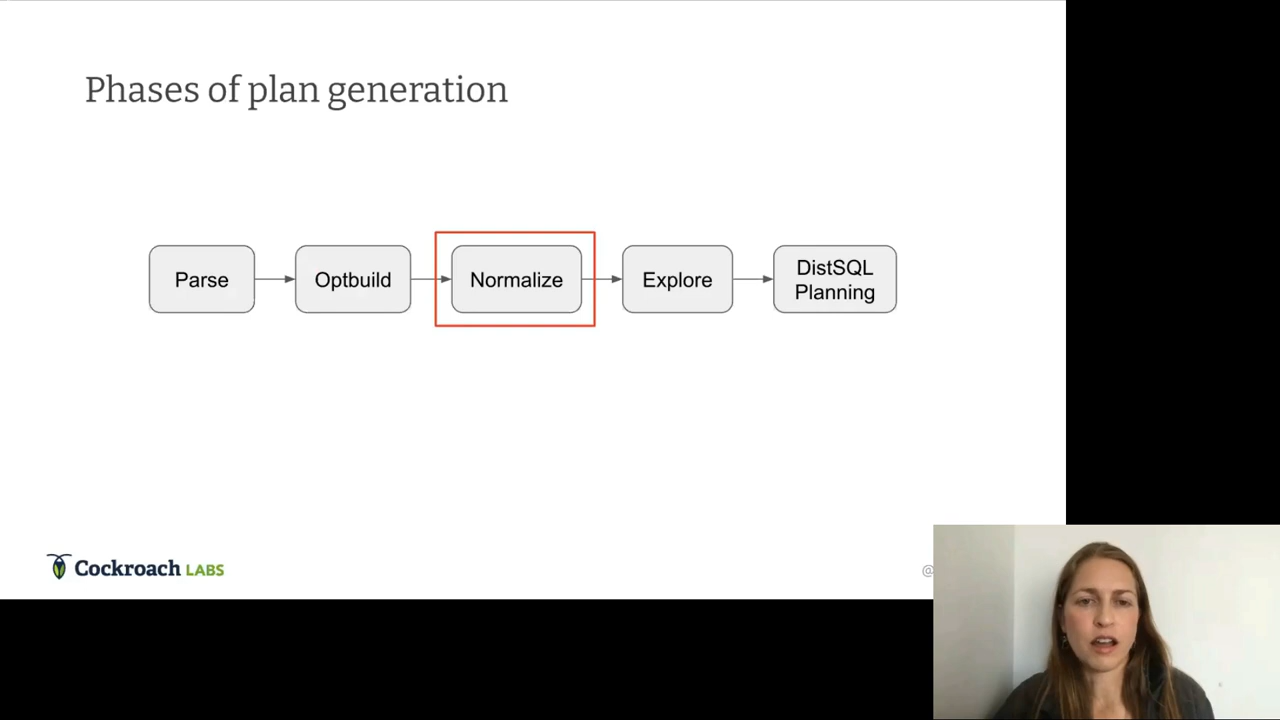 Phases of plan generation
Parse
Optbuild
Normalize
Explore
DistSQL
Planning
Cockroach LABS
@